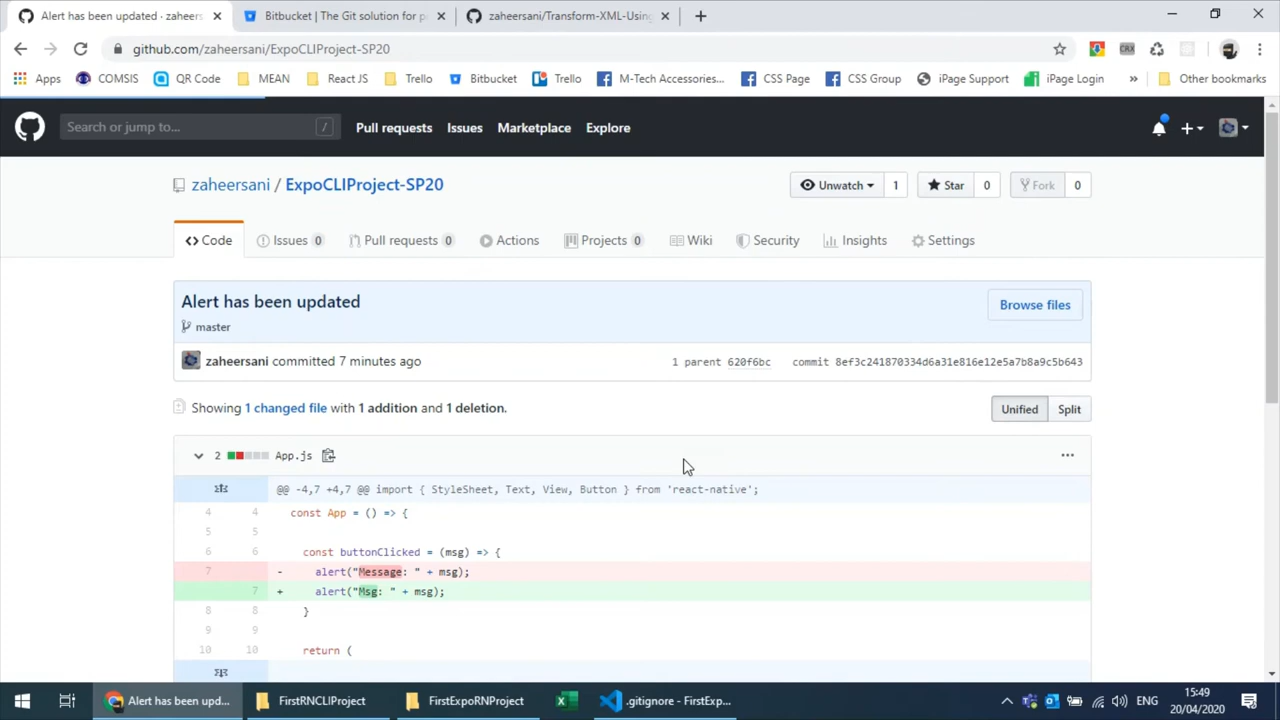 Alert has been updated · zaheers
Bitbucket | The Git solution for p
zaheersani/Transform-XML-Using
github.com/zaheersani/ExpoCLIProject-SP20
CRX
Apps
COMSIS
QR Code
MEAN
React JS
Trello
Bitbucket
Trello
M-Tech Accessories...
CSS Page
CSS Group
iPage Support
iPage Login
»
Other bookmarks
Search or jump to...
/
Pull requests
Issues
Marketplace
Explore
zaheersani / ExpoCLIProject-SP20
Unwatch 1
Star 0
Fork 0
Code
Issues 0
Pull requests 0
Actions
Projects 0
Wiki
Security
Insights
Settings
Alert has been updated
Browse files
master
zaheersani committed 7 minutes ago
1 parent 620f6bc
commit 8ef3c241870334d6a31e816e12e5a7b8a9c5b643
Showing 1 changed file with 1 addition and 1 deletion.
Unified Split
2 App.js
@@ -4,7 +4,7 @@ import { StyleSheet, Text, View, Button } from 'react-native';
4 4 const App = () => {
5 5
6 6 const buttonClicked = (msg) => {
7 - alert("Message: " + msg);
7 + alert("Msg: " + msg);
8 8 }
9 9
10 10 return (
Alert has been upd...
FirstRNCLIProject
FirstExpoRNProject
.gitignore - FirstExp...
ENG
15:49
20/04/2020